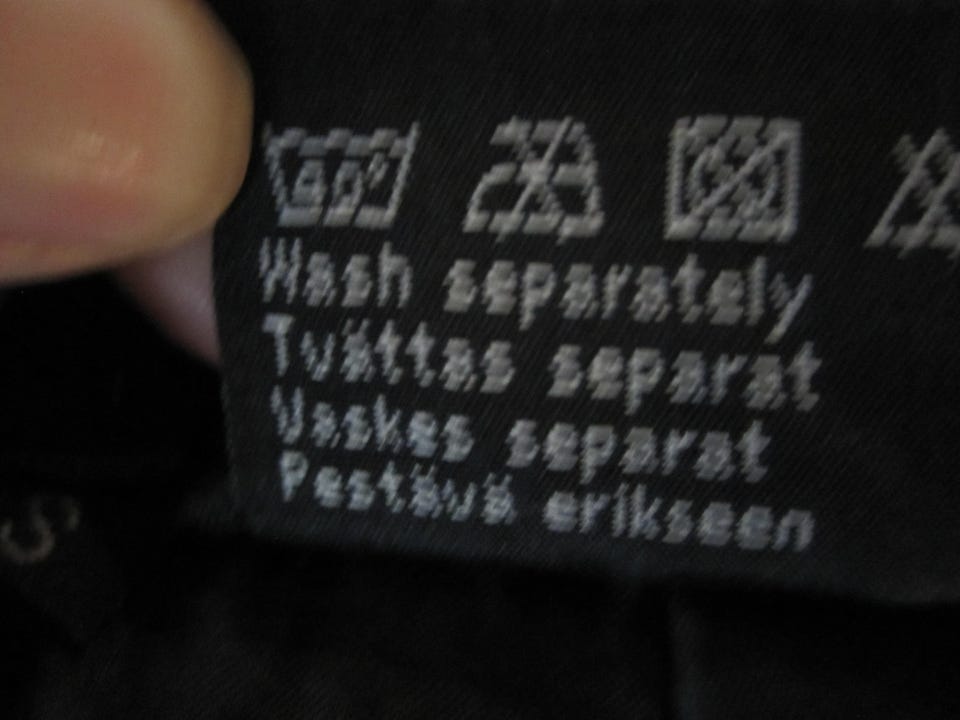 Wash separately
Tvättas separat
Vaskes separat
Pestävä erikseen